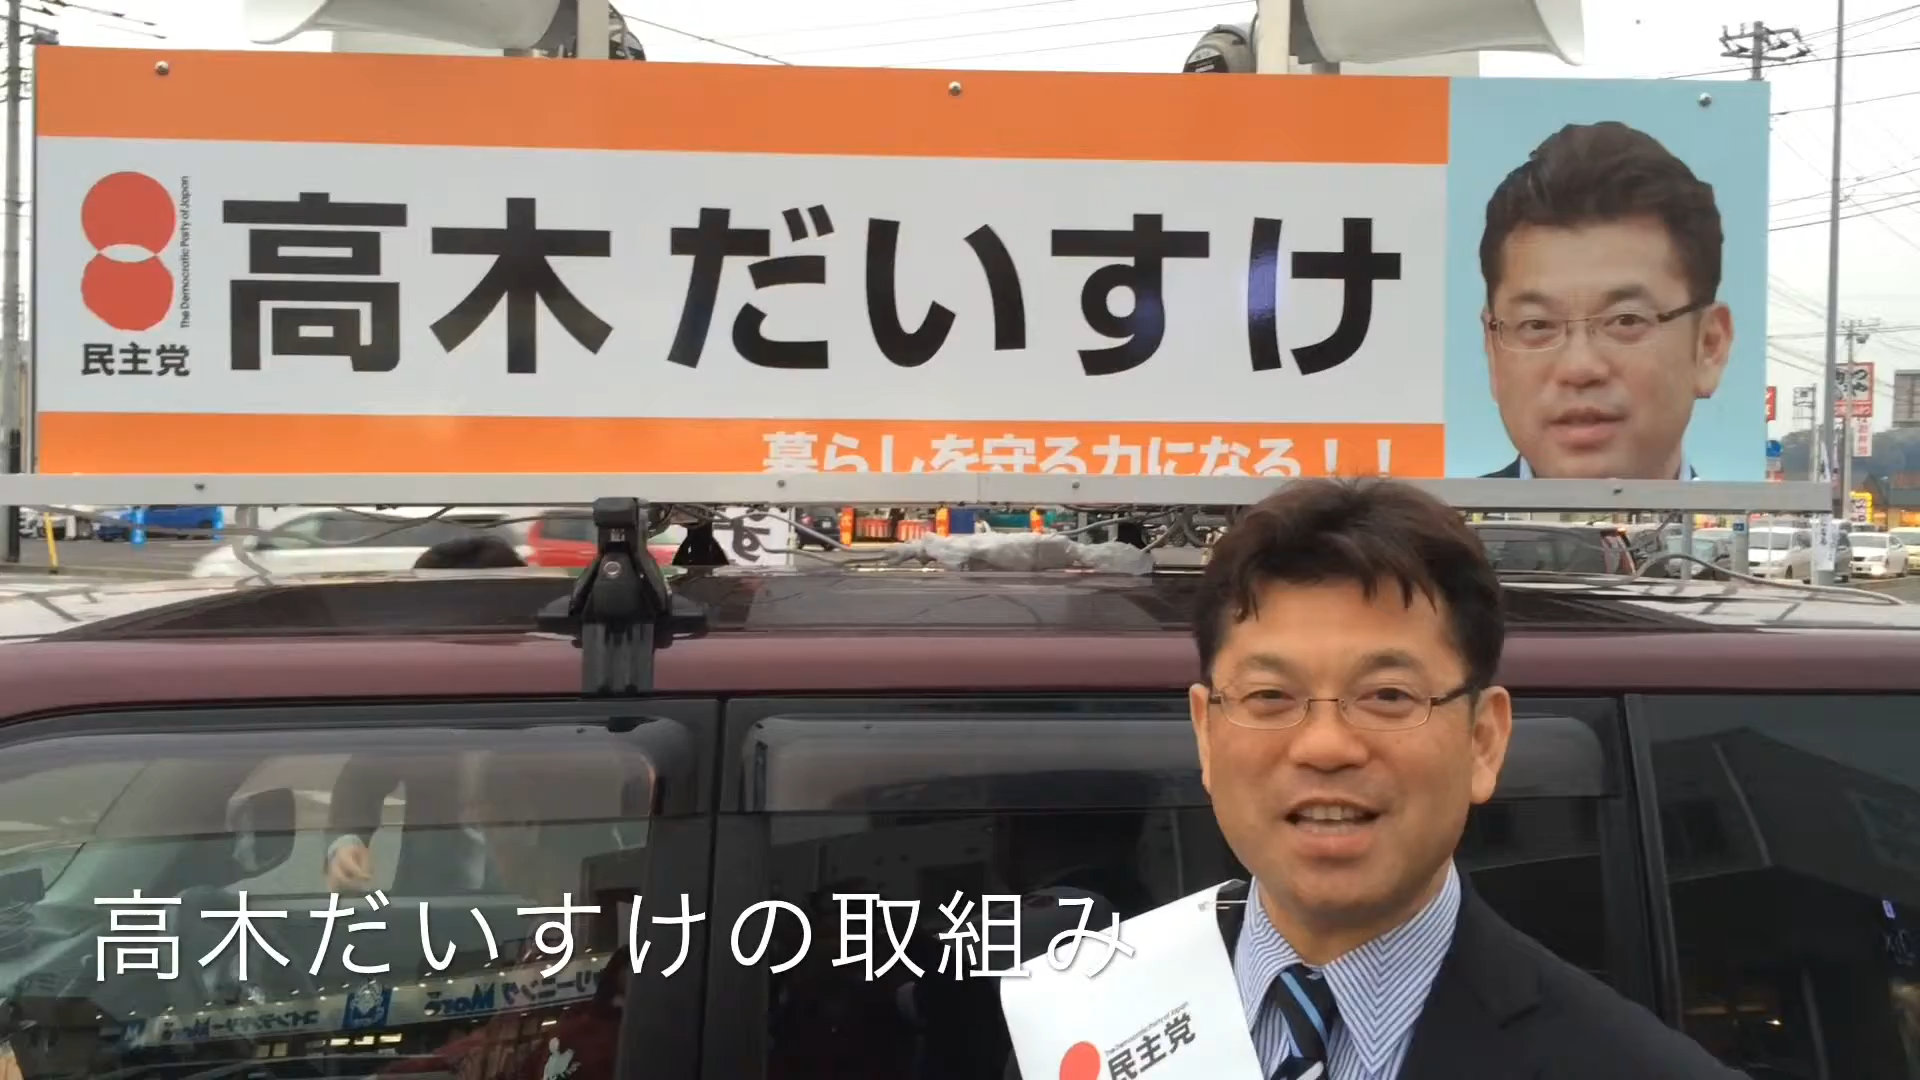 The Democratic Party of Japan
民主党
高木 だいすけ
暮らしを守る力になる！！
高木だいすけの取組み
The Democratic Party of Japan
民主党